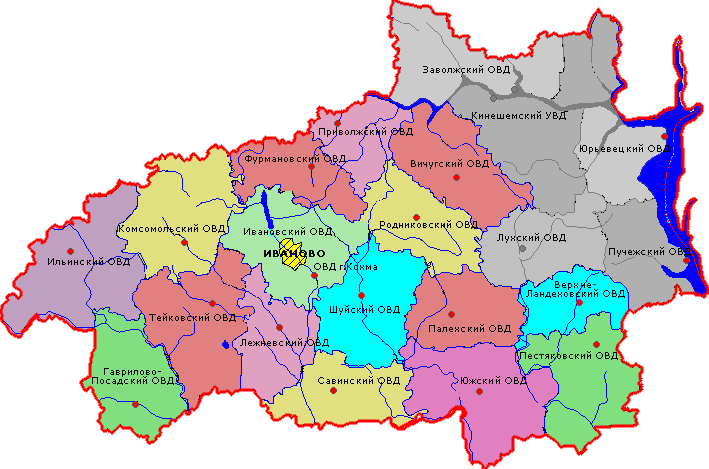 Заволжский ОВД
Кинешемский УВД
Приволжский ОВД
Юрьевецкий ОВД
Фурмановский ОВД
Вичугский ОВД
Комсомольский ОВД
Ивановский ОВД
Родниковский ОВД
Лухский ОВД
Пучежский ОВД
ИВАНОВО
Ильинский ОВД
ОВД г.Кохма
Верхне-
Ландеховский ОВД
Тейковский ОВД
Шуйский ОВД
Палехский ОВД
Лежневский ОВД
Пестяковский ОВД
Гаврилово-
Посадский ОВД
Савинский ОВД
Южский ОВД